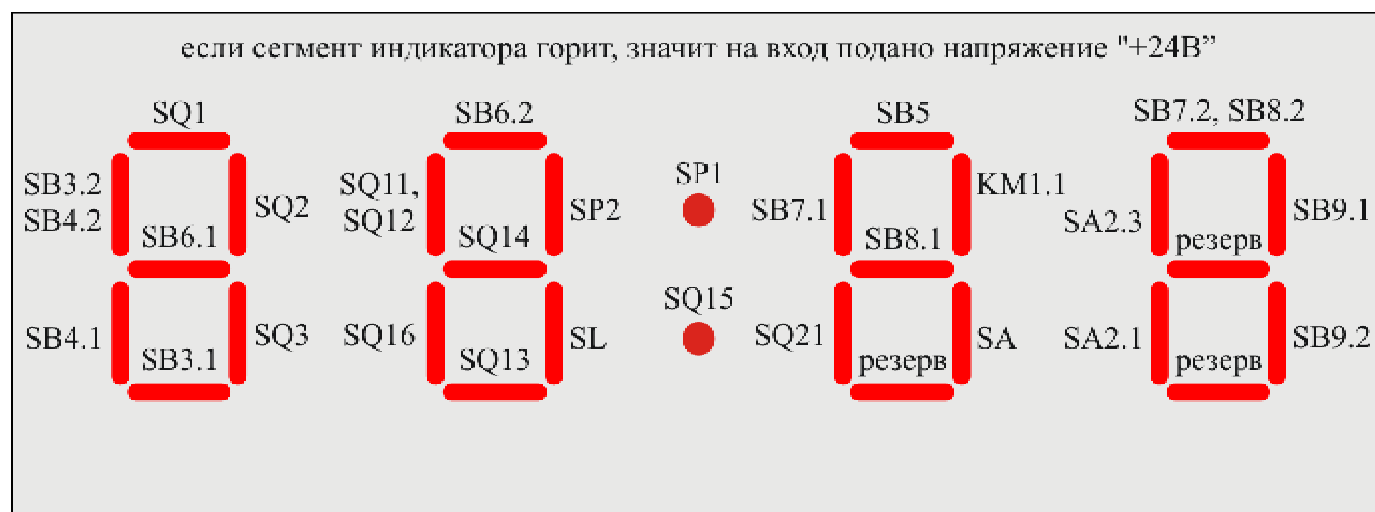 если сегмент индикатора горит, значит на вход подано напряжение "+24В”
SQ1
SB3.2
SB4.2
SQ2
SB6.1
SB4.1
SQ3
SB3.1
SB6.2
SQ11,
SQ12
SP2
SQ14
SQ16
SL
SQ13
SP1
SQ15
SB5
SB7.1
KM1.1
SB8.1
SQ21
SA
резерв
SB7.2, SB8.2
SA2.3
SB9.1
резерв
SA2.1
SB9.2
резерв